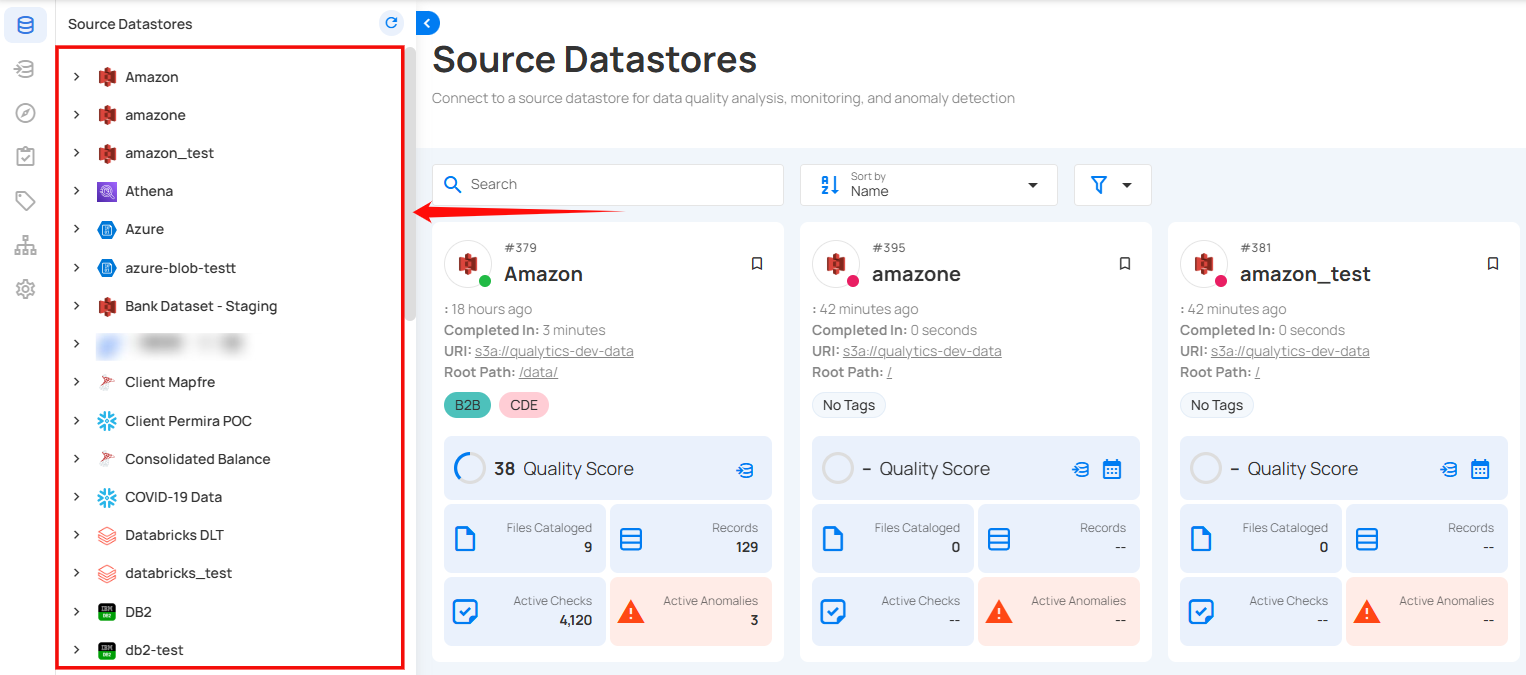 Source Datastores
Amazon
amazone
amazon_test
Athena
Azure
azure-blob-testt
Bank Dataset - Staging
Client Mapfre
Client Permira POC
Consolidated Balance
COVID-19 Data
Databricks DLT
databricks_test
DB2
db2-test
Source Datastores
Connect to a source datastore for data quality analysis, monitoring, and anomaly detection
Search
Sort by
Name
#379
Amazon
: 18 hours ago
Completed In: 3 minutes
URI: s3a://qualytics-dev-data
Root Path: /data/
B2B CDE
38 Quality Score
Files Cataloged
9
Records
129
Active Checks
4,120
Active Anomalies
3
#395
amazone
: 42 minutes ago
Completed In: 0 seconds
URI: s3a://qualytics-dev-data
Root Path: /
No Tags
– Quality Score
Files Cataloged
0
Records
--
Active Checks
--
Active Anomalies
--
#381
amazon_test
: 42 minutes ago
Completed In: 0 seconds
URI: s3a://qualytics-dev-data
Root Path: /
No Tags
– Quality Score
Files Cataloged
0
Records
--
Active Checks
--
Active Anomalies
--